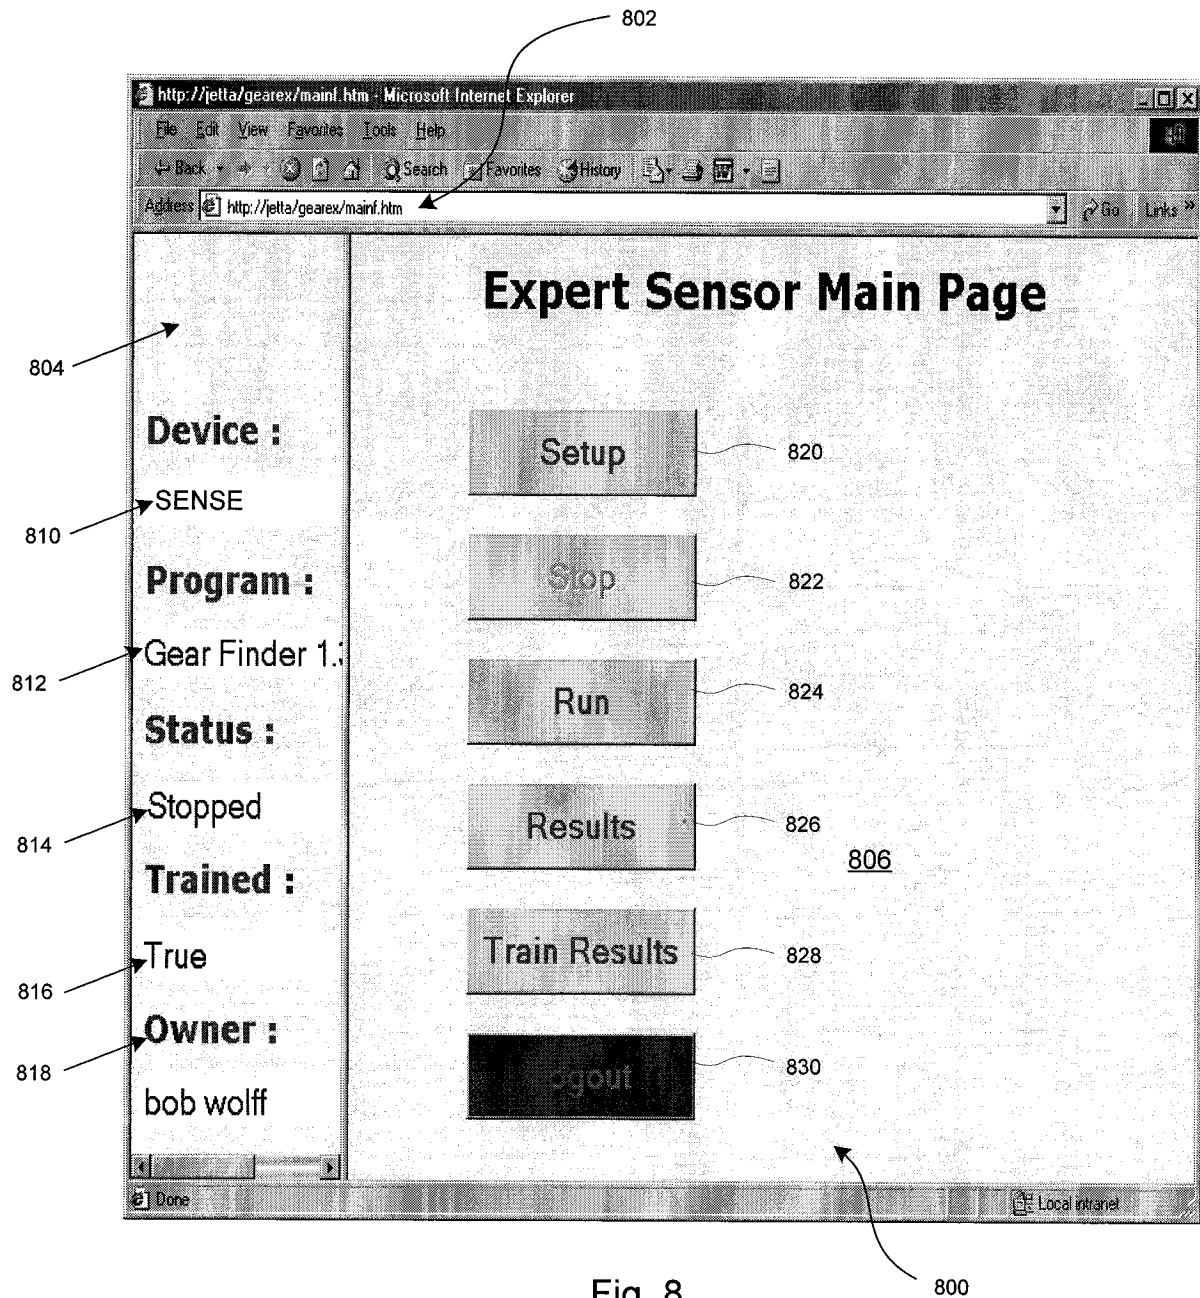 802
http://jetta/gearex/mainf.htm - Microsoft Internet Explorer
File Edit View Favorites Tools Help
Back Search Favorites History
Address http://jetta/gearex/mainf.htm Go Links »
Expert Sensor Main Page
804
Device :
SENSE
810
Program :
Gear Finder 1.
812
Status :
Stopped
814
Trained :
True
816
Owner :
818
bob wolff
Setup 820
Stop 822
Run 824
Results 826
806
Train Results 828
Logout 830
Done Local intranet
Fig. 8
800